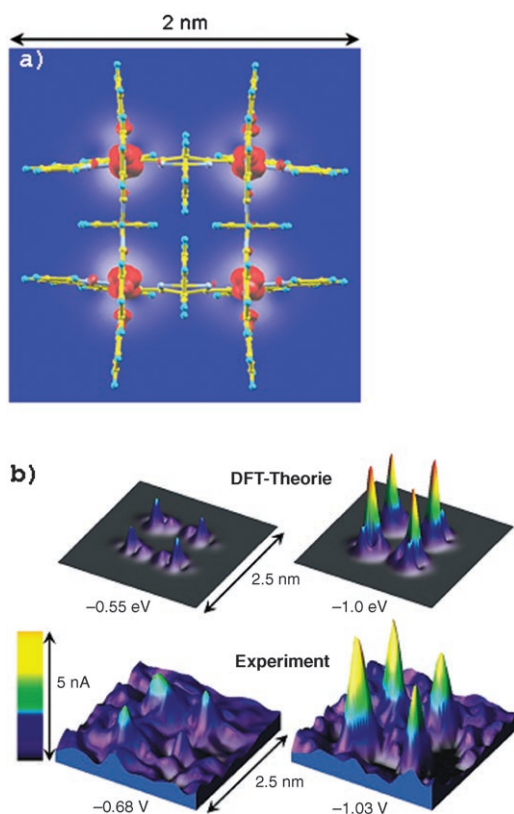 2 nm
a)
b)
DFT-Theorie
2.5 nm
–0.55 eV
–1.0 eV
Experiment
5 nA
2.5 nm
–0.68 V
–1.03 V